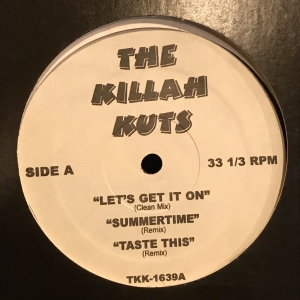 THE
KILLAH
KUTS
SIDE A
33 1/3 RPM
“LET'S GET IT ON”
(Clean Mix)
“SUMMERTIME”
(Remix)
“TASTE THIS”
(Remix)
TKK-1639A